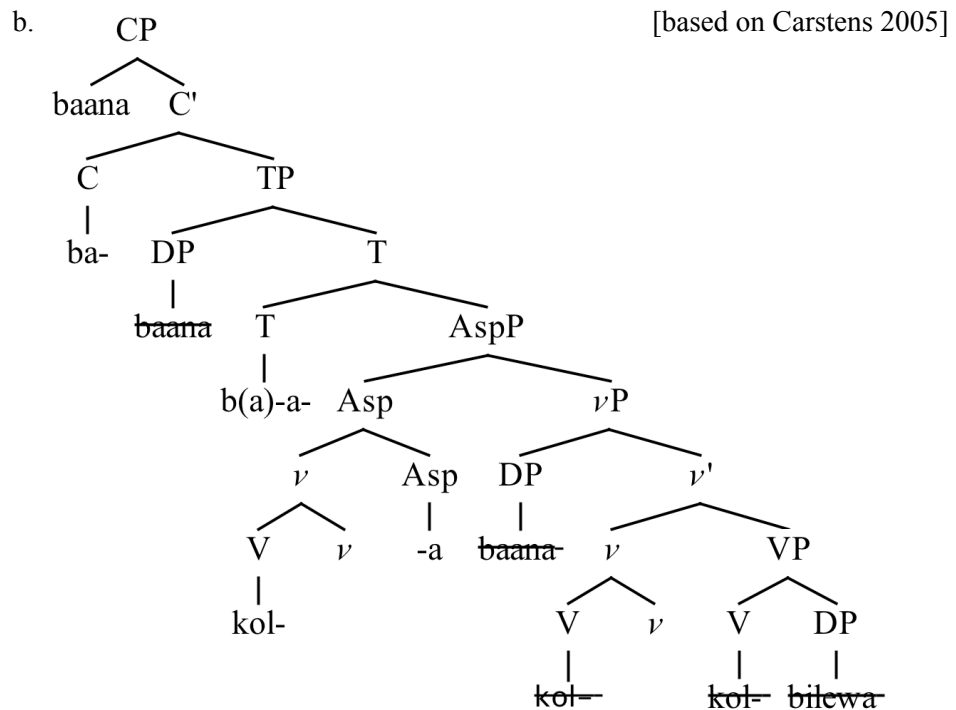 b. CP [based on Carstens 2005]
baana C'
C TP
ba- DP T
baana T AspP
b(a)-a- Asp vP
v Asp DP v'
V v -a baana v VP
kol- V v V DP
kol- kol- bilewa